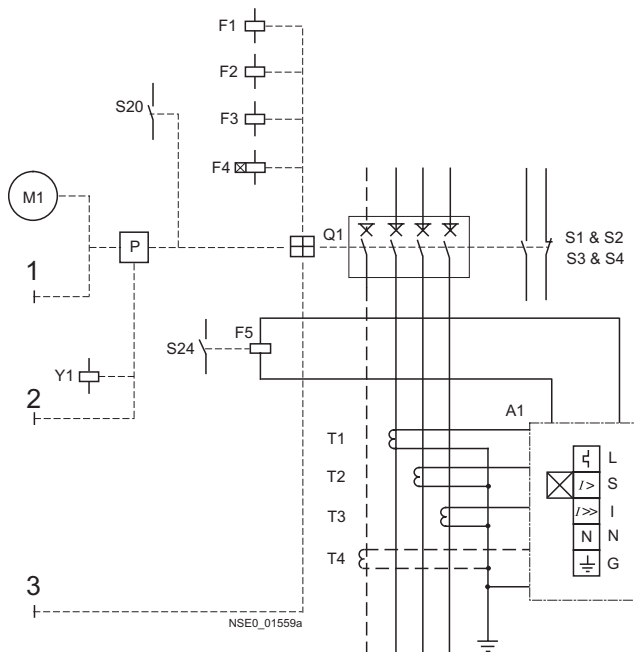 F1
F2
S20
F3
F4
M1
P
Q1
S1 & S2
S3 & S4
1
F5
S24
Y1
2
A1
T1
L
T2
I> S
T3
I>> I
N N
T4
G
3
NSE0_01559a